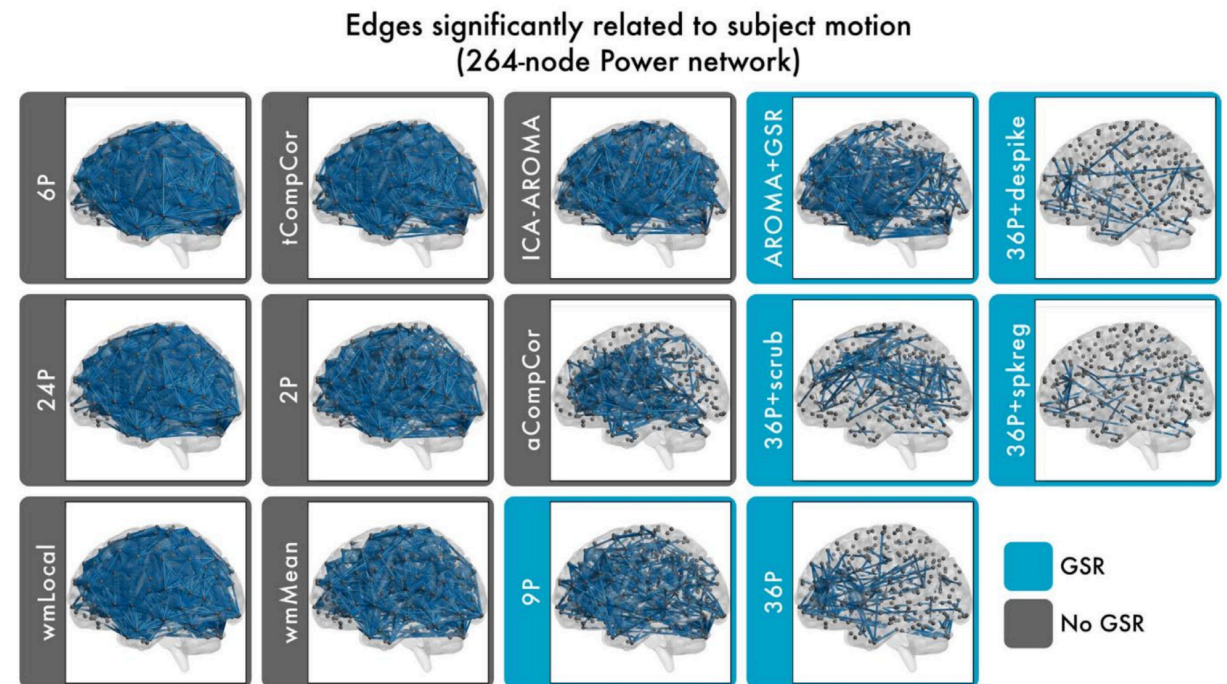 Edges significantly related to subject motion
(264-node Power network)
6P
tCompCor
ICA-AROMA
AROMA+GSR
36P+despike
24P
2P
aCompCor
36P+scrub
36P+spkreg
wmLocal
wmMean
9P
36P
GSR
No GSR